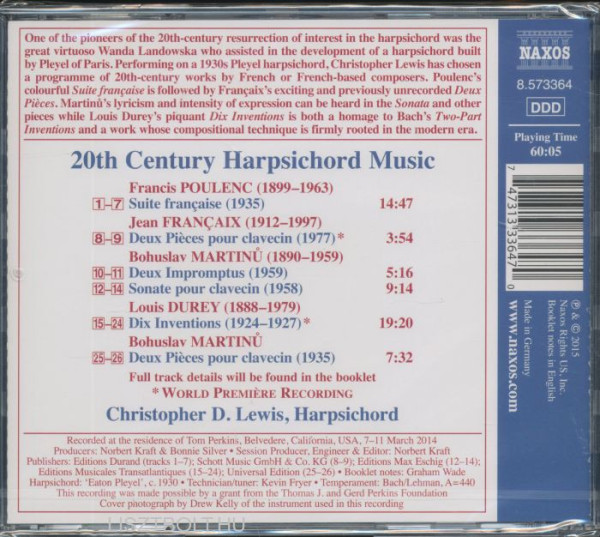 One of the pioneers of the 20th-century resurrection of interest in the harpsichord was the
great virtuoso Wanda Landowska who assisted in the development of a harpsichord built
by Pleyel of Paris. Performing on a 1930s Pleyel harpsichord, Christopher Lewis has chosen
a programme of 20th-century works by French or French-based composers. Poulenc's
colourful Suite française is followed by Françaix's exciting and previously unrecorded Deux
Pièces. Martinů's lyricism and intensity of expression can be heard in the Sonata and other
pieces while Louis Durey's piquant Dix Inventions is both a homage to Bach's Two-Part
Inventions and a work whose compositional technique is firmly rooted in the modern era.
20th Century Harpsichord Music
Francis POULENC (1899–1963)
1–7 Suite française (1935) 14:47
Jean FRANÇAIX (1912–1997)
8–9 Deux Pièces pour clavecin (1977)* 3:54
Bohuslav MARTINŮ (1890–1959)
10–11 Deux Impromptus (1959) 5:16
12–14 Sonate pour clavecin (1958) 9:14
Louis DUREY (1888–1979)
15–24 Dix Inventions (1924–1927)* 19:20
Bohuslav MARTINŮ
25–26 Deux Pièces pour clavecin (1935) 7:32
Full track details will be found in the booklet
* WORLD PREMIÈRE RECORDING
Christopher D. Lewis, Harpsichord
Recorded at the residence of Tom Perkins, Belvedere, California, USA, 7–11 March 2014
Producers: Norbert Kraft & Bonnie Silver • Session Producer, Engineer & Editor: Norbert Kraft
Publishers: Editions Durand (tracks 1–7); Schott Music GmbH & Co. KG (8–9); Editions Max Eschig (12–14);
Editions Musicales Transatlantiques (15–24); Universal Edition (25–26) • Booklet notes: Graham Wade
Harpsichord: 'Eaton Pleyel', c.1930 • Technician/tuner: Kevin Fryer • Temperament: Bach/Lehman, A=440
This recording was made possible by a grant from the Thomas J. and Gerd Perkins Foundation
Cover photograph by Drew Kelly of the instrument used in this recording
LISZTBOLT.HU
NAXOS
8.573364
DDD
Playing Time
60:05
7 47313 33647 0
℗ & © 2015
Naxos Rights US, Inc.
Booklet notes in English
Made in Germany
www.naxos.com